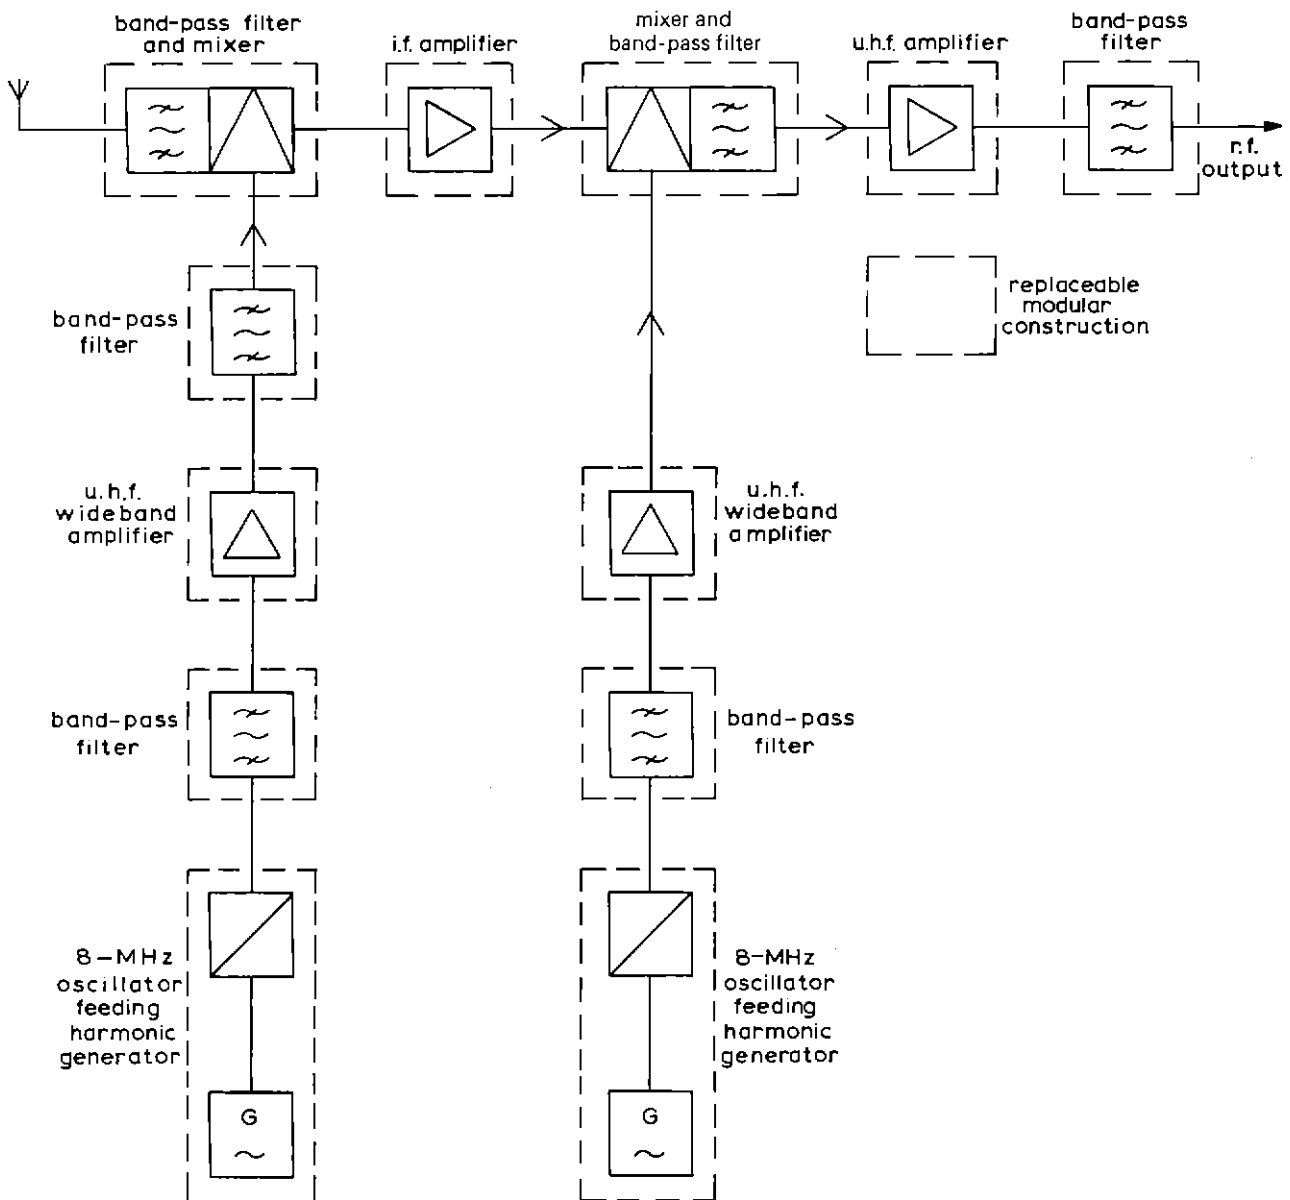 band-pass filter
and mixer
i.f. amplifier
mixer and
band-pass filter
u.h.f. amplifier
band-pass
filter
r.f.
output
replaceable
modular
construction
band-pass
filter
u.h.f.
wideband
amplifier
u.h.f.
wideband
amplifier
band-pass
filter
band-pass
filter
8-MHz
oscillator
feeding
harmonic
generator
8-MHz
oscillator
feeding
harmonic
generator
G
G